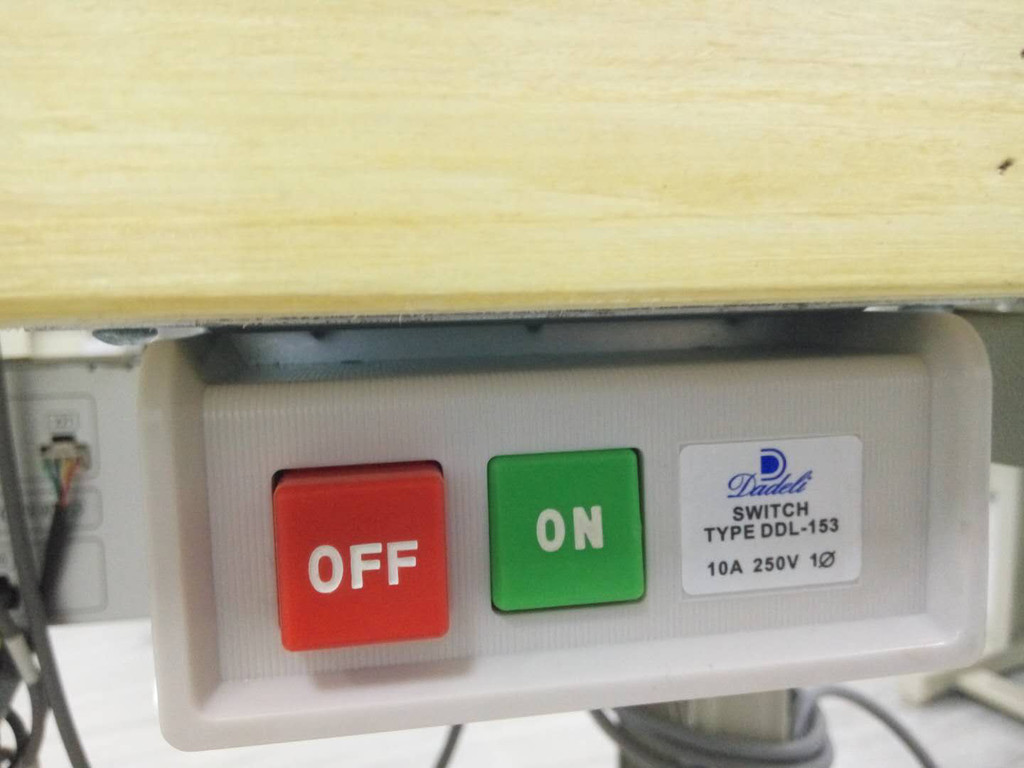 OFF
ON
Dadeli
SWITCH
TYPE DDL-153
10A 250V 1Ø